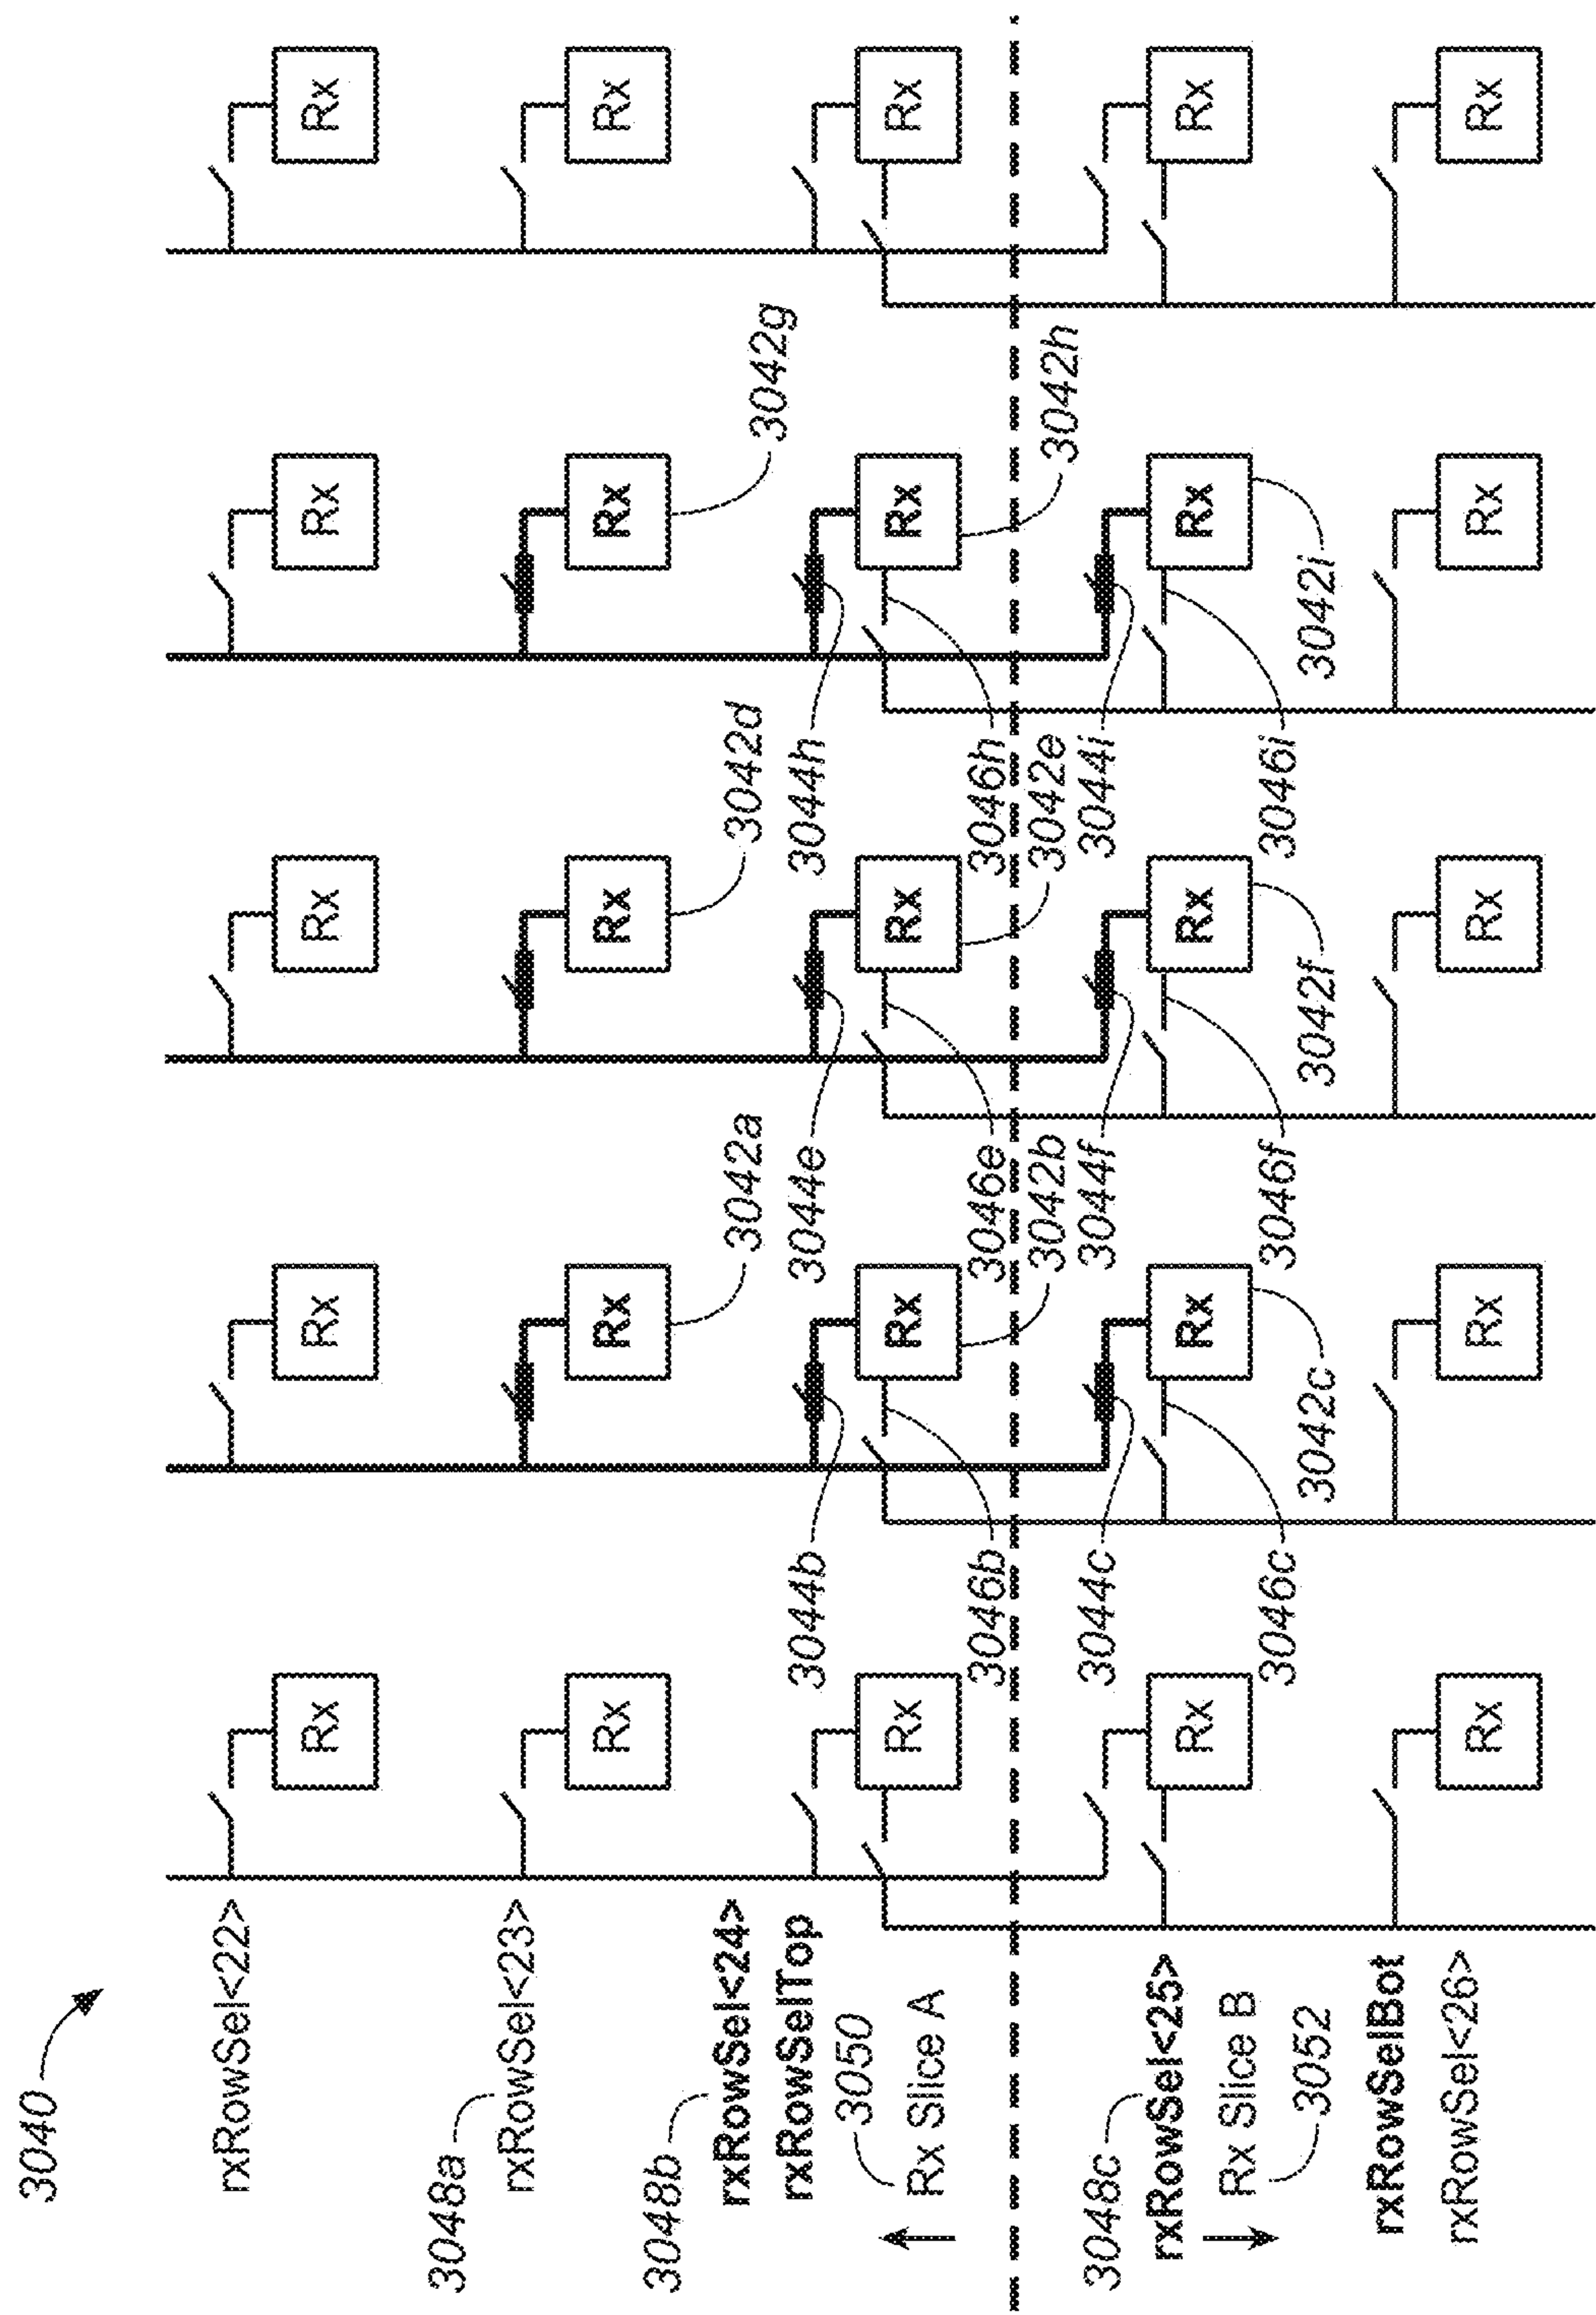 3040
rxRowSel<22>
Rx
Rx
Rx
Rx
Rx
3048a
rxRowSel<23>
Rx
Rx
Rx
Rx
Rx
3042a
3042d
3042g
3048b
rxRowSel<24>
rxRowSelTop
3044b
3044e
3044h
3050
Rx
Rx
Rx
Rx
Rx
Rx Slice A
3046b
3046e
3046h
3042b
3042e
3042h
3048c
3044c
3044f
3044i
rxRowSel<25>
Rx
Rx
Rx
Rx
Rx
Rx Slice B
3046c
3046f
3046i
3052
3042c
3042f
3042i
rxRowSelBot
rxRowSel<26>
Rx
Rx
Rx
Rx
Rx